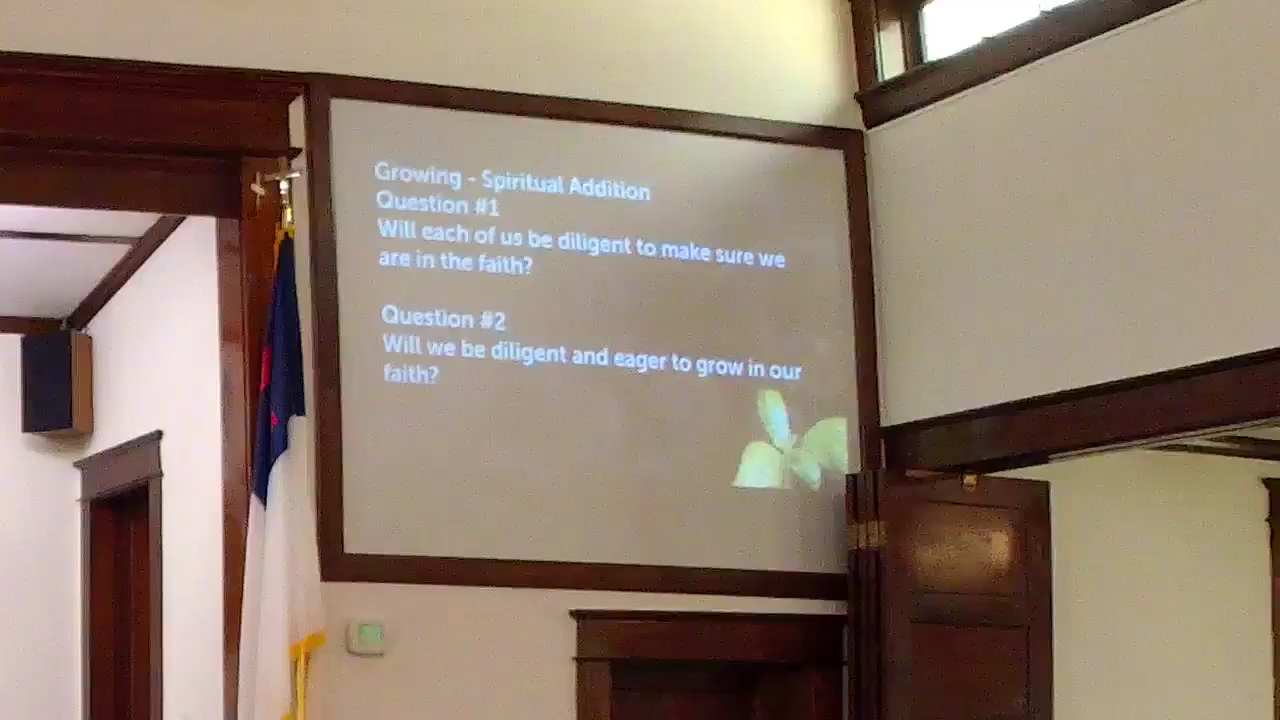 Growing - Spiritual Addition
Question #1
Will each of us be diligent to make sure we
are in the faith?
Question #2
Will we be diligent and eager to grow in our
faith?